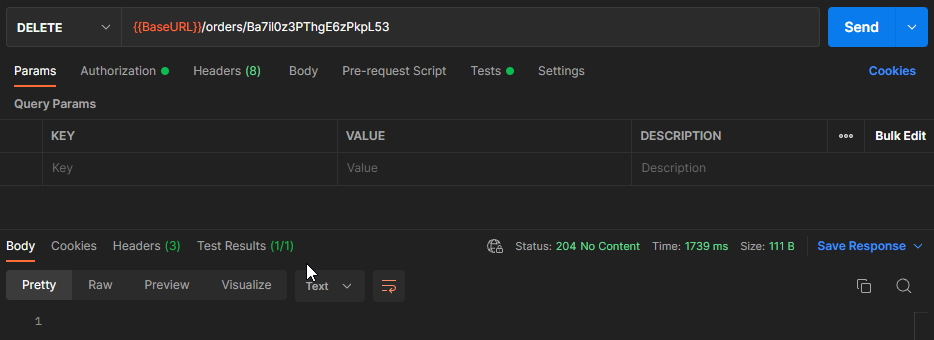 DELETE {{BaseURL}}/orders/Ba7il0z3PThgE6zPkpL53 Send
Params Authorization Headers (8) Body Pre-request Script Tests Settings Cookies
Query Params
KEY VALUE DESCRIPTION Bulk Edit
Key Value Description
Body Cookies Headers (3) Test Results (1/1) Status: 204 No Content Time: 1739 ms Size: 111 B Save Response
Pretty Raw Preview Visualize Text
1